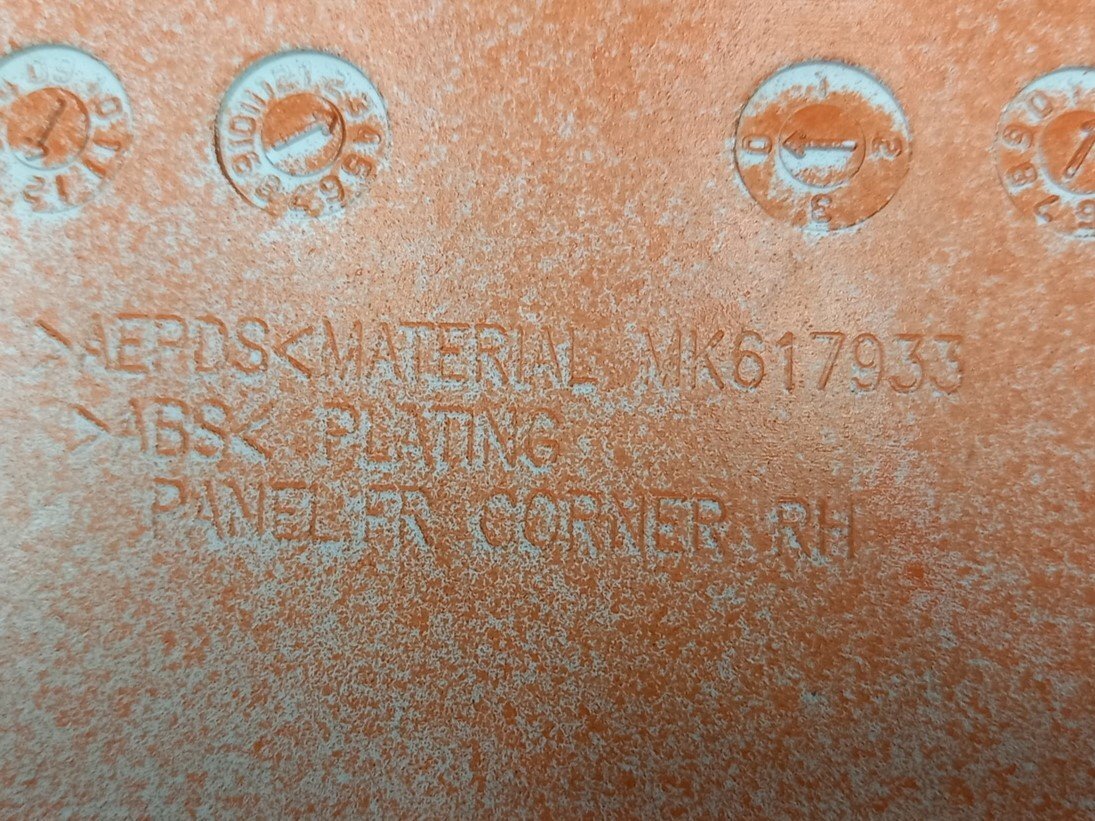 >AEPDS<MATERIAL MK617933
>ABS< PLATING
PANEL,FR CORNER RH